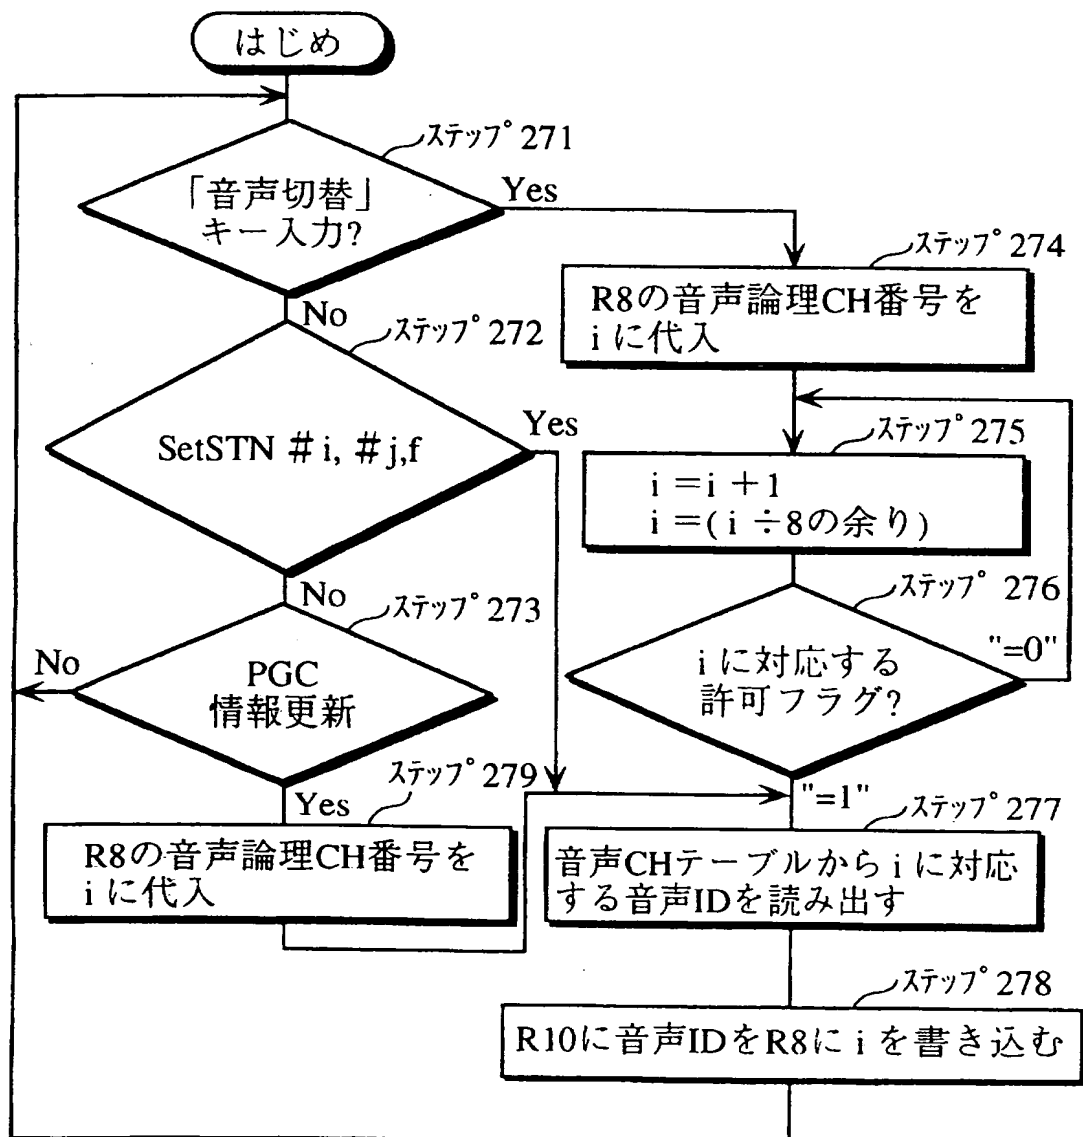 はじめ
ステップ271
「音声切替」
キー入力?
Yes
No
ステップ272
SetSTN #i, #j,f
Yes
No
ステップ273
PGC
情報更新
No
Yes
ステップ279
R8の音声論理CH番号を
iに代入
ステップ274
R8の音声論理CH番号を
iに代入
ステップ275
i=i+1
i=(i÷8の余り)
ステップ276
iに対応する
許可フラグ?
"=0"
"=1"
ステップ277
音声CHテーブルからiに対応
する音声IDを読み出す
ステップ278
R10に音声IDをR8にiを書き込む